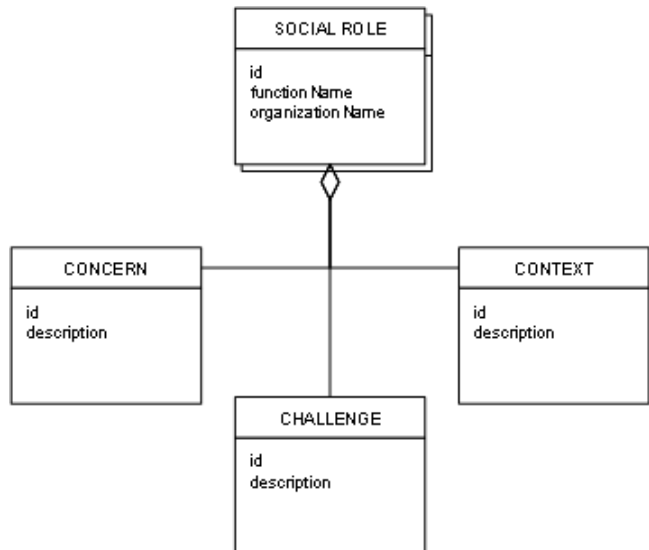 SOCIAL ROLE
id
function Name
organization Name
CONCERN
id
description
CONTEXT
id
description
CHALLENGE
id
description